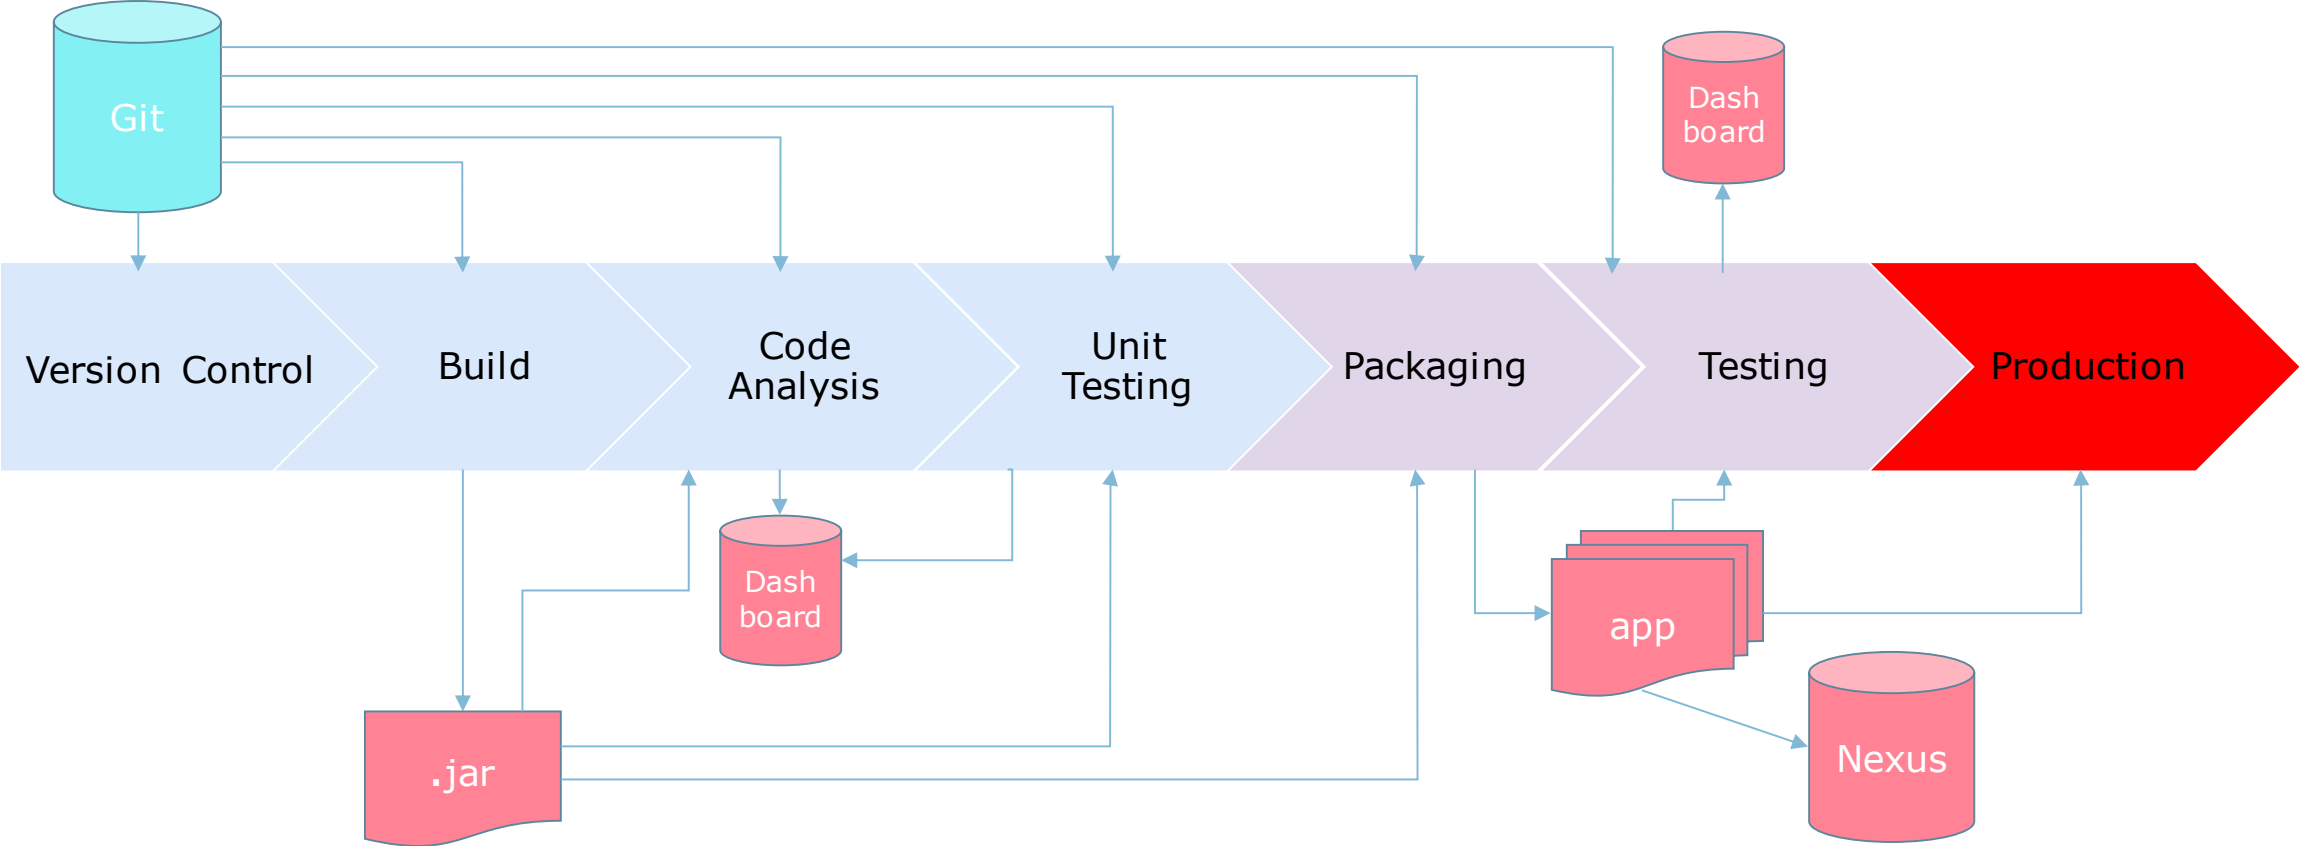 Git
Dash
board
Version Control
Build
Code
Analysis
Unit
Testing
Packaging
Testing
Production
Dash
board
app
.jar
Nexus